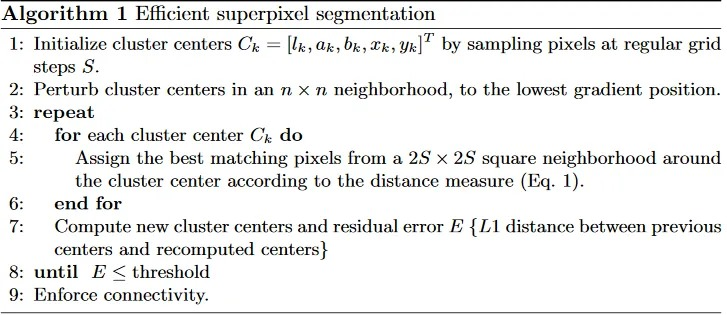 Algorithm 1 Efficient superpixel segmentation
1: Initialize cluster centers $C_k = [l_k, a_k, b_k, x_k, y_k]^T$ by sampling pixels at regular grid
steps $S$.
2: Perturb cluster centers in an $n \times n$ neighborhood, to the lowest gradient position.
3: repeat
4: for each cluster center $C_k$ do
5: Assign the best matching pixels from a $2S \times 2S$ square neighborhood around
the cluster center according to the distance measure (Eq. 1).
6: end for
7: Compute new cluster centers and residual error $E$ {$L1$ distance between previous
centers and recomputed centers}
8: until $E \leq$ threshold
9: Enforce connectivity.